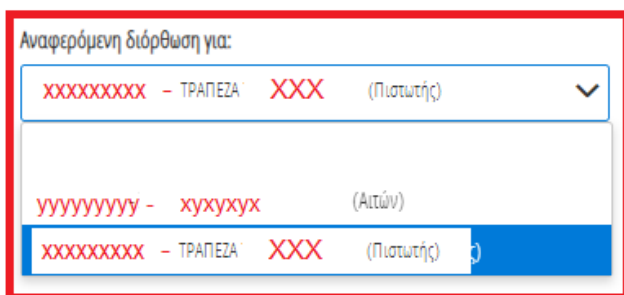 Αναφερόμενη διόρθωση για:
xxxxxxxxx – ΤΡΑΠΕΖΑ XXX (Πιστωτής)
yyyyyyyyy – xyxyxyx (Αιτών)
xxxxxxxxx – ΤΡΑΠΕΖΑ XXX (Πιστωτής) ς)